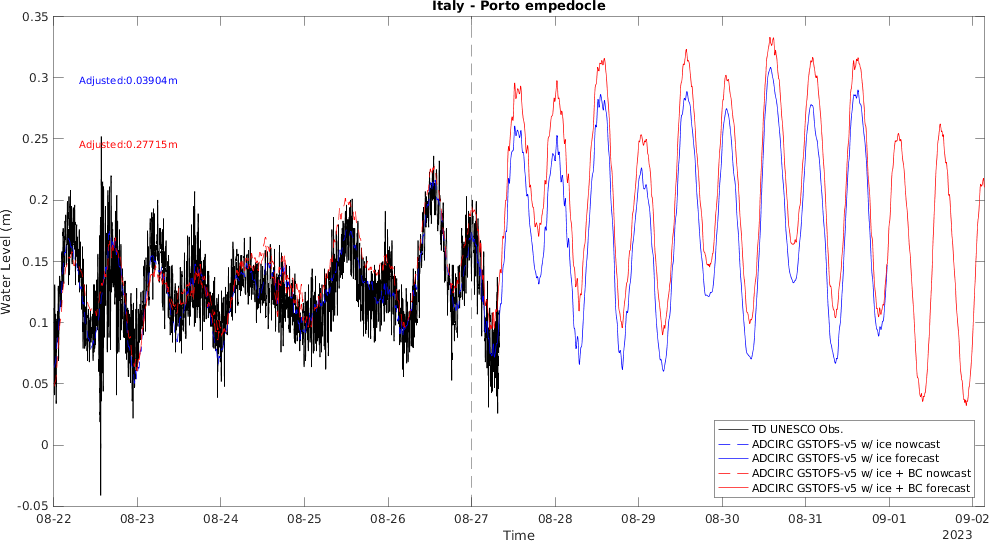 Italy - Porto empedocle
0.35
0.3
0.25
0.2
0.15
0.1
0.05
0
-0.05
Water Level (m)
Adjusted:0.03904m
Adjusted:0.27715m
TD UNESCO Obs.
ADCIRC GSTOFS-v5 w/ ice nowcast
ADCIRC GSTOFS-v5 w/ ice forecast
ADCIRC GSTOFS-v5 w/ ice + BC nowcast
ADCIRC GSTOFS-v5 w/ ice + BC forecast
08-22 08-23 08-24 08-25 08-26 08-27 08-28 08-29 08-30 08-31 09-01 09-02
Time
2023